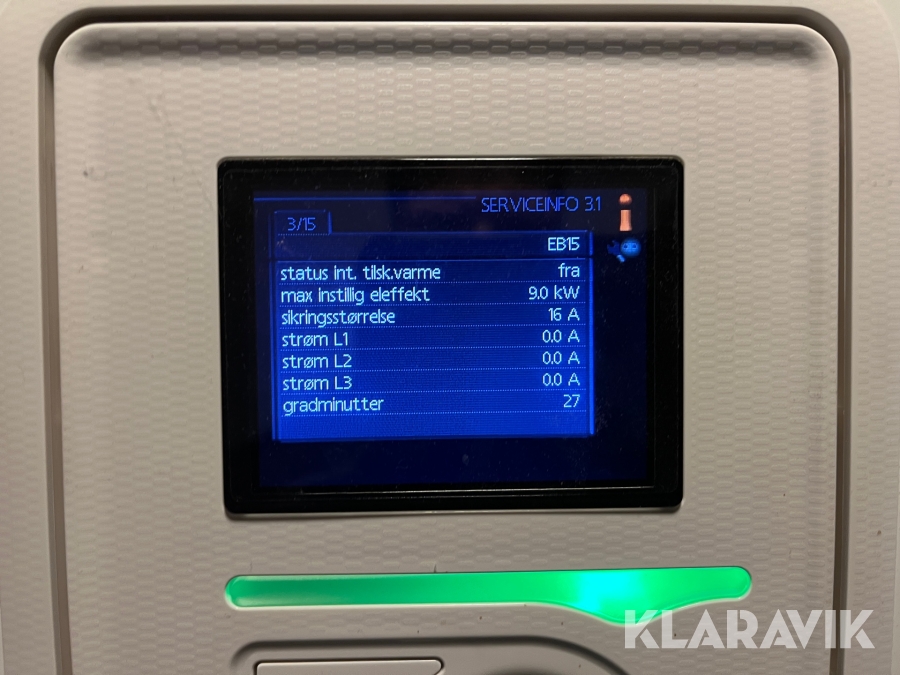 SERVICEINFO 3.1
3/15
EB15
status int. tilsk.varme fra
max instillig eleffekt 9.0 kW
sikringsstørrelse 16 A
strøm L1 0.0 A
strøm L2 0.0 A
strøm L3 0.0 A
gradminutter 27
KLARAVIK